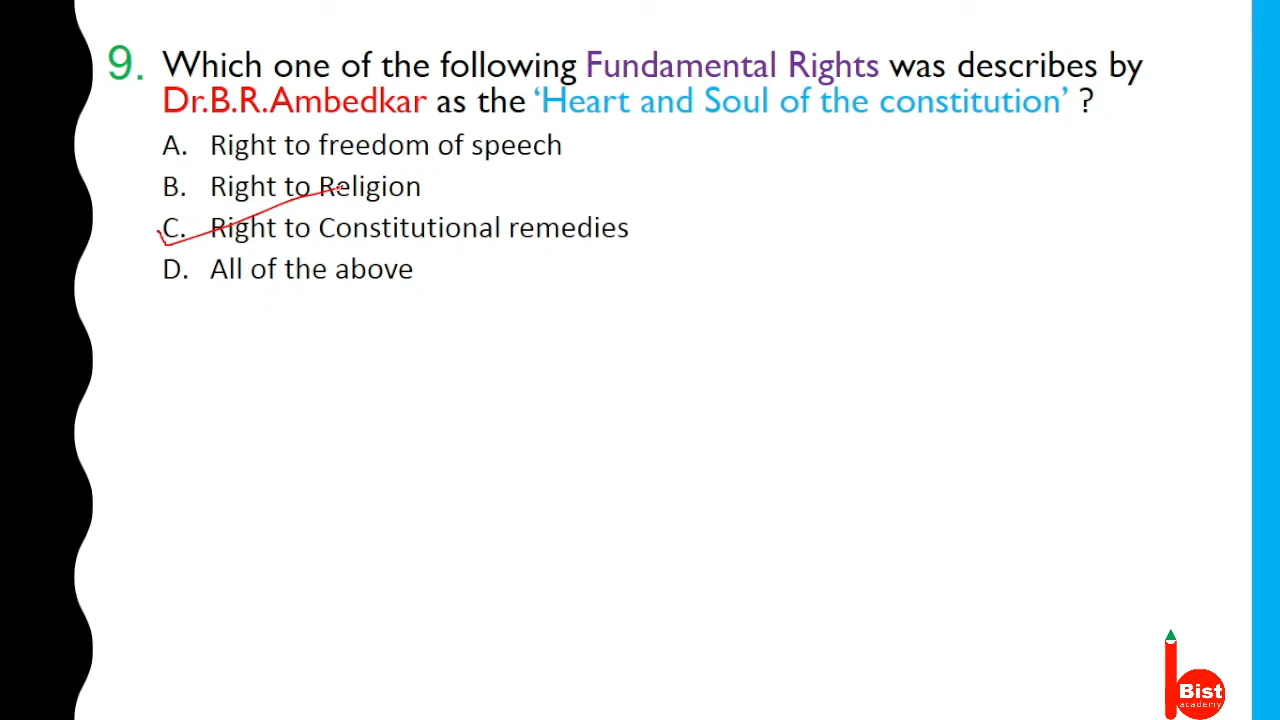 9. Which one of the following Fundamental Rights was describes by
Dr.B.R.Ambedkar as the ‘Heart and Soul of the constitution’ ?
A. Right to freedom of speech
B. Right to Religion
C. Right to Constitutional remedies
D. All of the above
Bist
academy